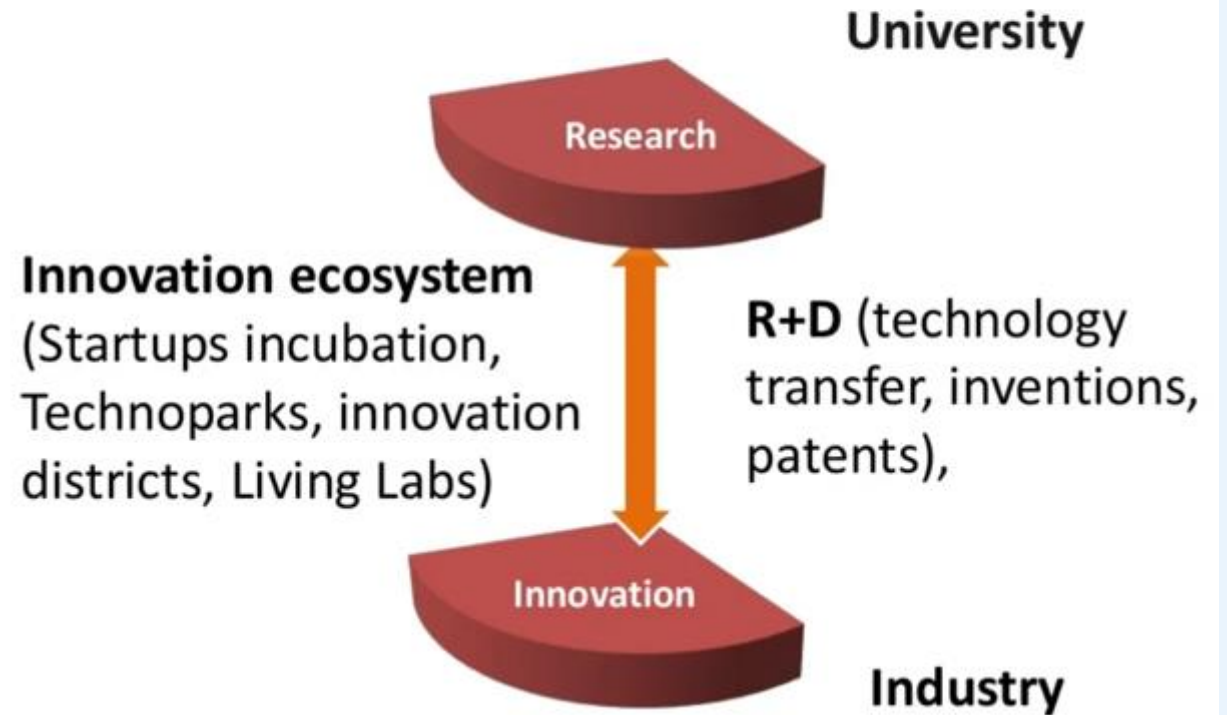 University
Research
Innovation ecosystem
(Startups incubation,
Technoparks, innovation
districts, Living Labs)
R+D (technology
transfer, inventions,
patents),
Innovation
Industry